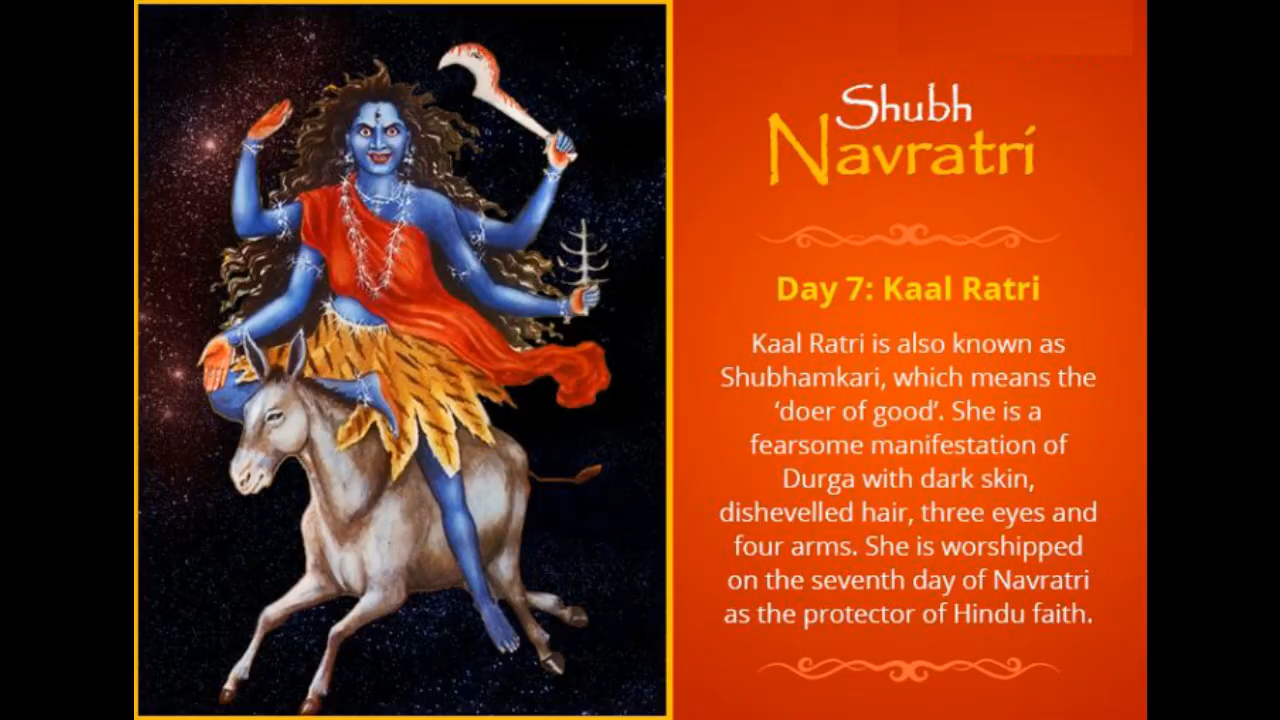 Shubh
Navratri
Day 7: Kaal Ratri
Kaal Ratri is also known as
Shubhamkari, which means the
‘doer of good’. She is a
fearsome manifestation of
Durga with dark skin,
dishevelled hair, three eyes and
four arms. She is worshipped
on the seventh day of Navratri
as the protector of Hindu faith.